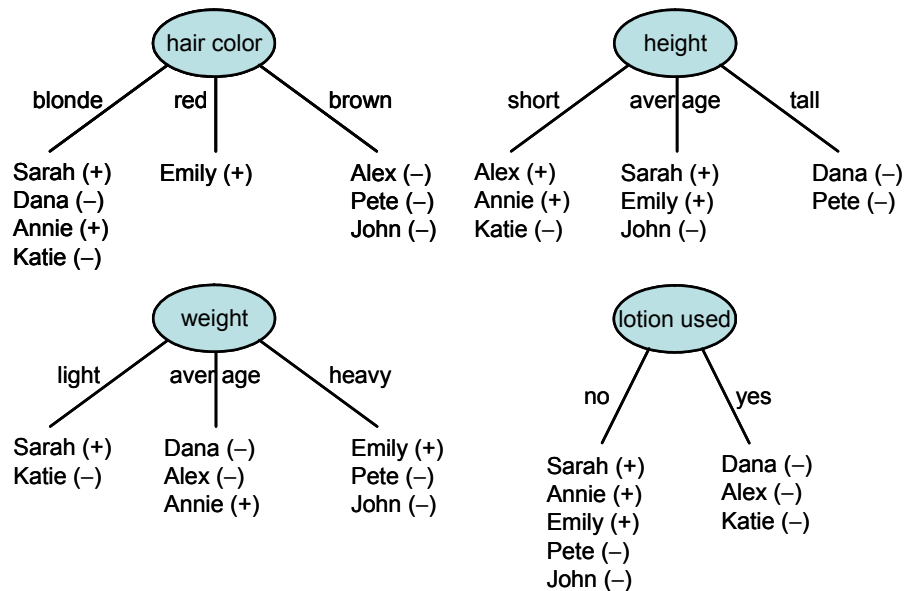 hair color
blonde
red
brown
Sarah (+)
Dana (–)
Annie (+)
Katie (–)
Emily (+)
Alex (–)
Pete (–)
John (–)
height
short
average
tall
Alex (+)
Annie (+)
Katie (–)
Sarah (+)
Emily (+)
John (–)
Dana (–)
Pete (–)
weight
light
average
heavy
Sarah (+)
Katie (–)
Dana (–)
Alex (–)
Annie (+)
Emily (+)
Pete (–)
John (–)
lotion used
no
yes
Sarah (+)
Annie (+)
Emily (+)
Pete (–)
John (–)
Dana (–)
Alex (–)
Katie (–)